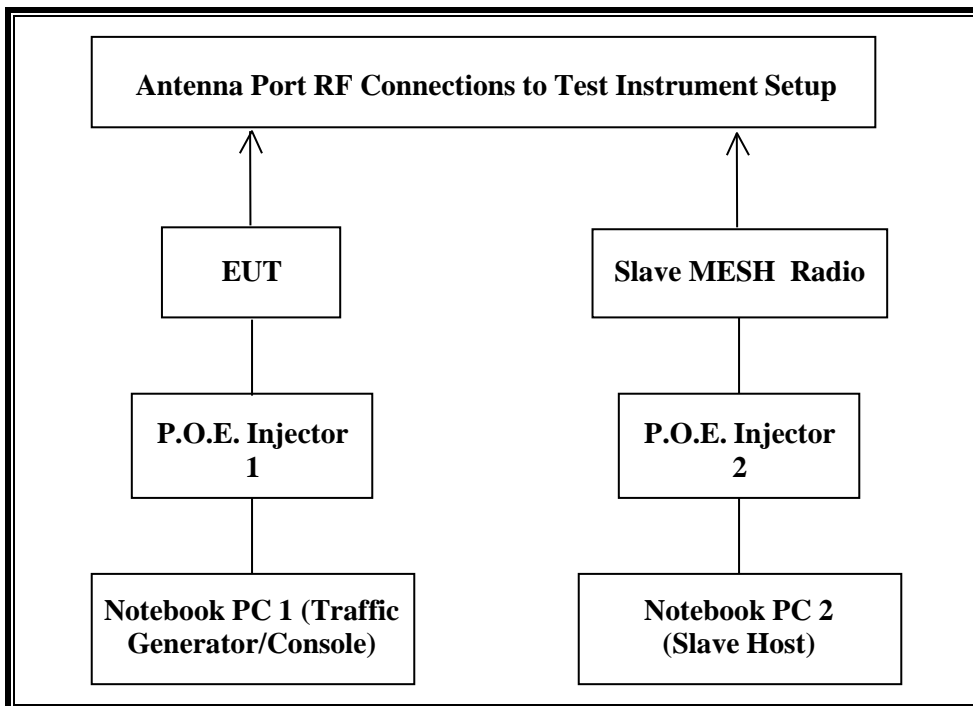 Antenna Port RF Connections to Test Instrument Setup
EUT
Slave MESH Radio
P.O.E. Injector
1
P.O.E. Injector
2
Notebook PC 1 (Traffic
Generator/Console)
Notebook PC 2
(Slave Host)